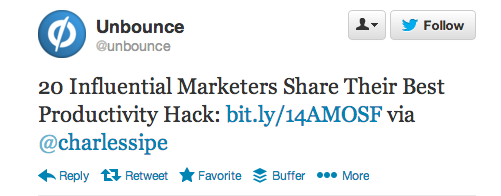 Unbounce
@unbounce
Follow
20 Influential Marketers Share Their Best
Productivity Hack: bit.ly/14AMOSF via
@charlessipe
Reply Retweet Favorite Buffer More